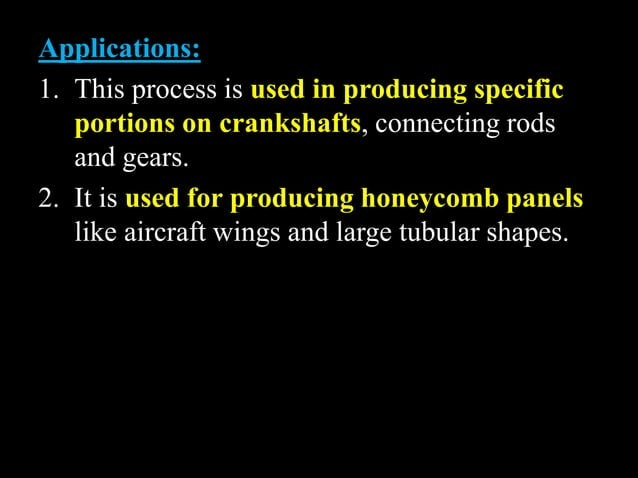 Applications:
1. This process is used in producing specific
portions on crankshafts, connecting rods
and gears.
2. It is used for producing honeycomb panels
like aircraft wings and large tubular shapes.